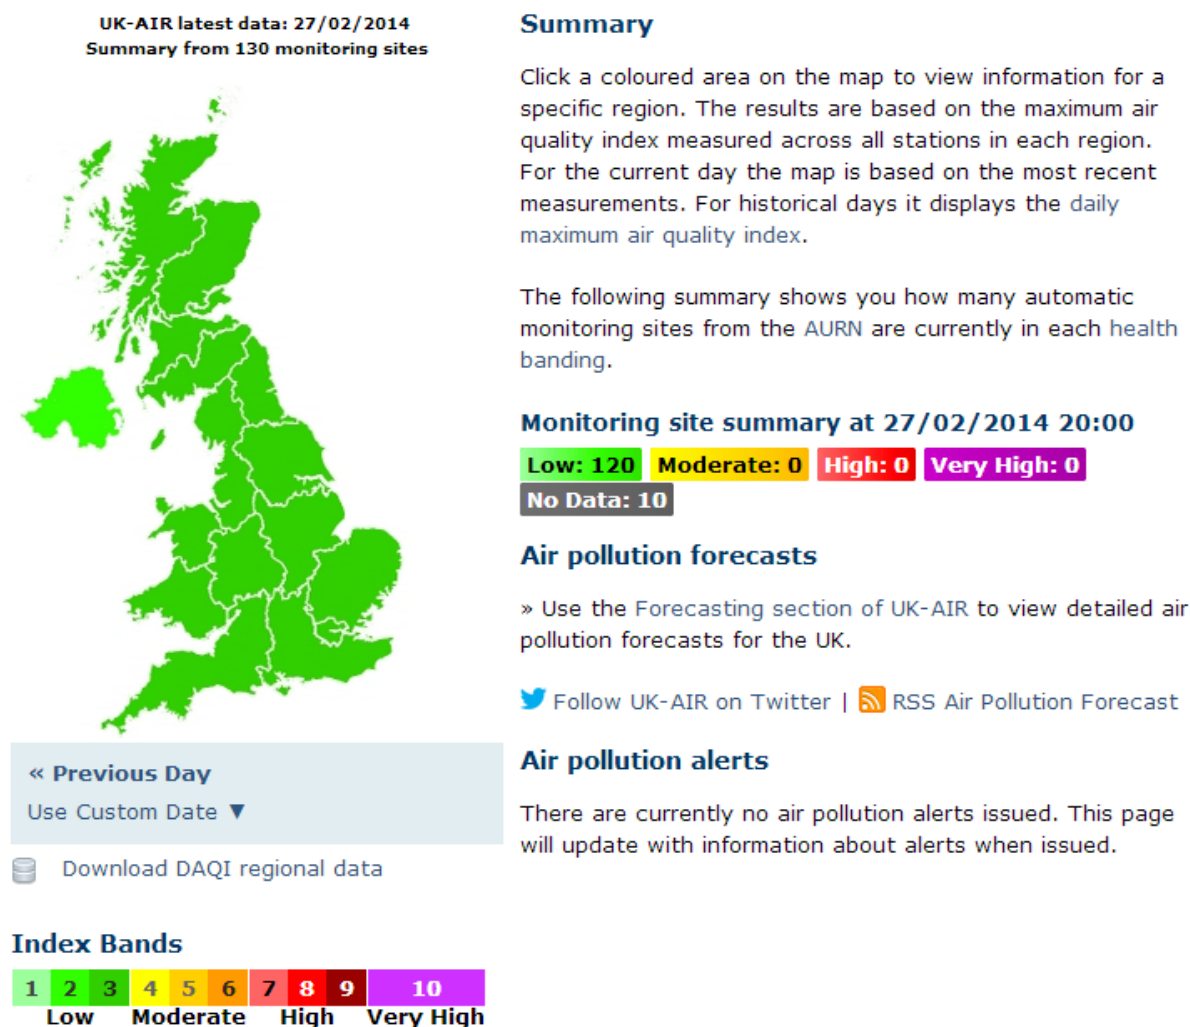 UK-AIR latest data: 27/02/2014
Summary from 130 monitoring sites
« Previous Day
Use Custom Date ▼
Download DAQI regional data
Index Bands
1 2 3 4 5 6 7 8 9 10
Low Moderate High Very High
Summary
Click a coloured area on the map to view information for a
specific region. The results are based on the maximum air
quality index measured across all stations in each region.
For the current day the map is based on the most recent
measurements. For historical days it displays the daily
maximum air quality index.
The following summary shows you how many automatic
monitoring sites from the AURN are currently in each health
banding.
Monitoring site summary at 27/02/2014 20:00
Low: 120 Moderate: 0 High: 0 Very High: 0
No Data: 10
Air pollution forecasts
» Use the Forecasting section of UK-AIR to view detailed air
pollution forecasts for the UK.
Follow UK-AIR on Twitter | RSS Air Pollution Forecast
Air pollution alerts
There are currently no air pollution alerts issued. This page
will update with information about alerts when issued.